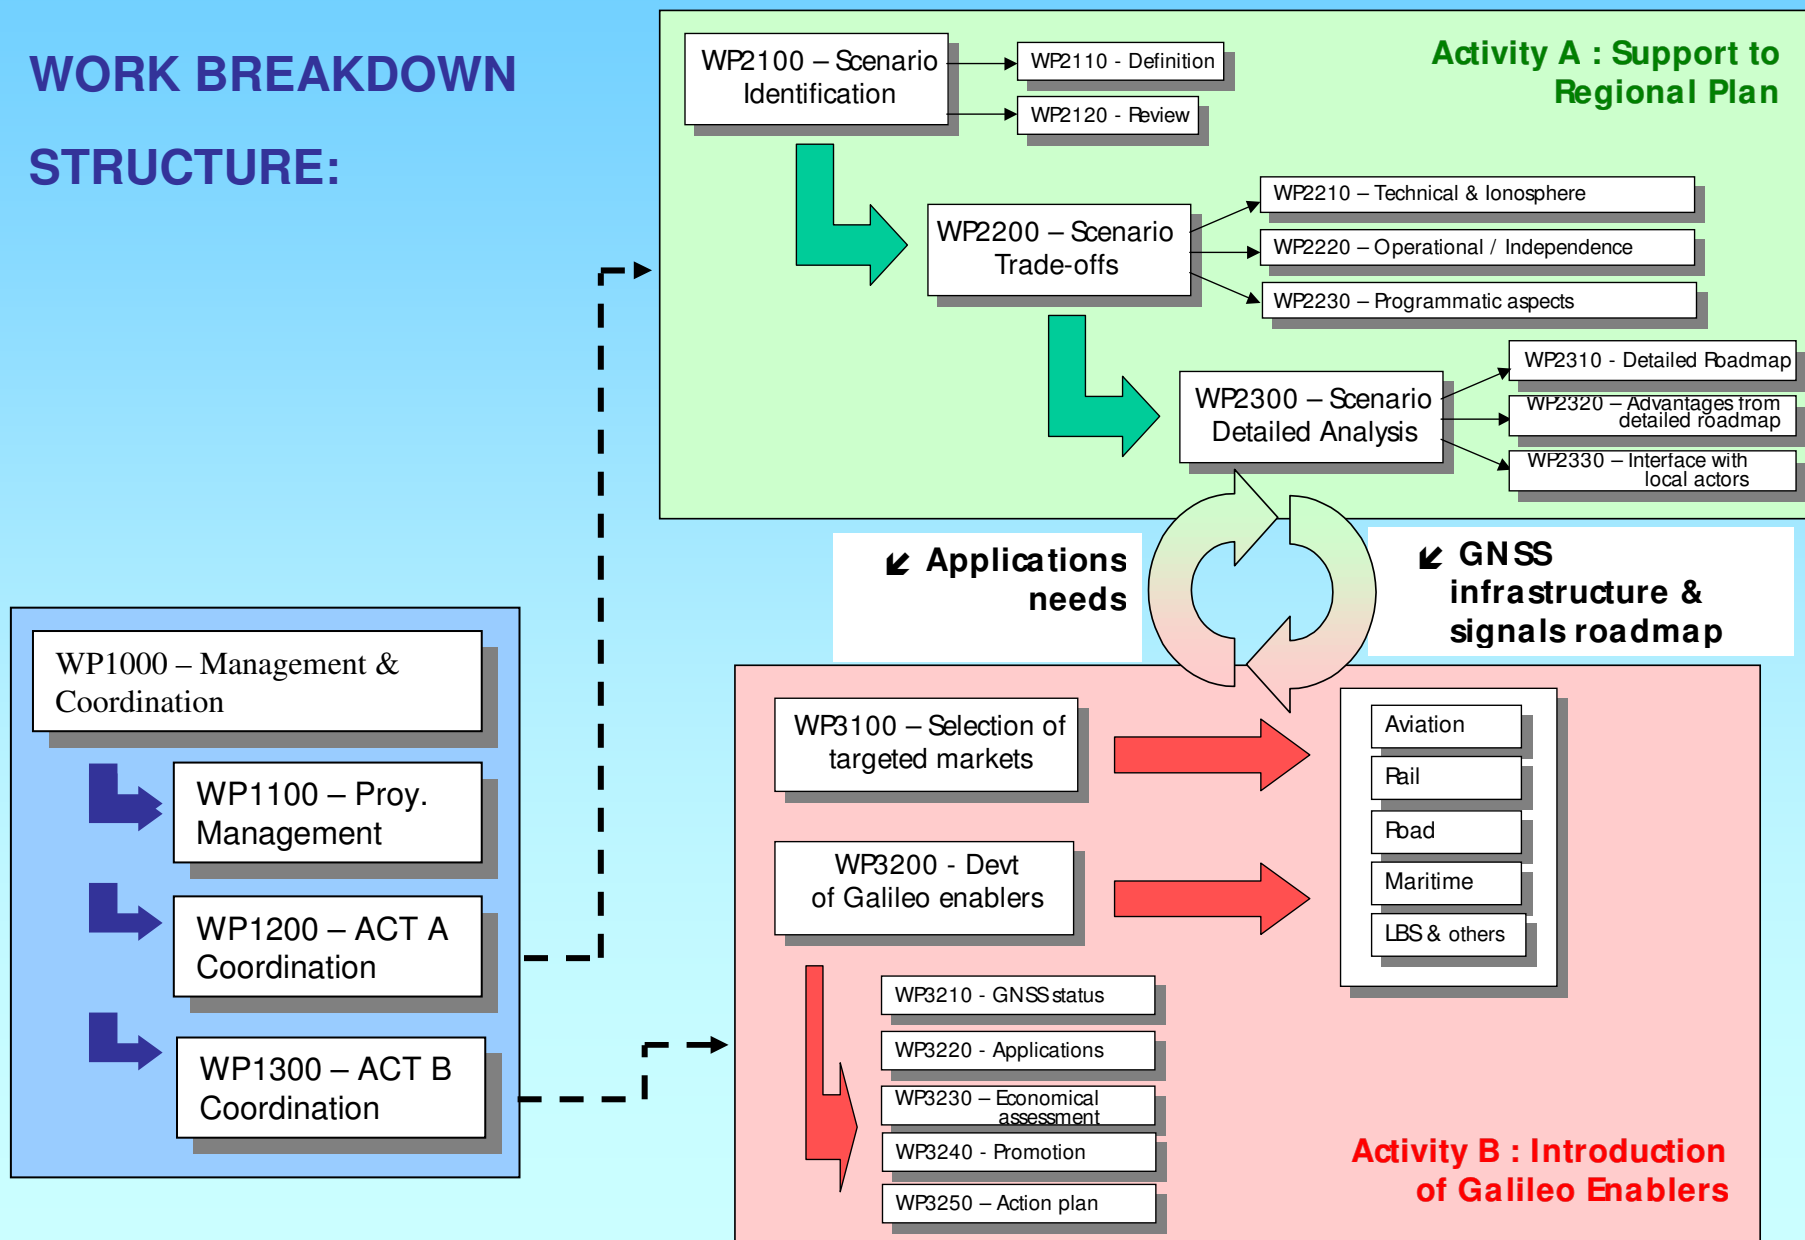 WORK BREAKDOWN
STRUCTURE:
Activity A : Support to
Regional Plan
WP2100 – Scenario
Identification
WP2110 - Definition
WP2120 - Review
WP2200 – Scenario
Trade-offs
WP2210 – Technical & Ionosphere
WP2220 – Operational / Independence
WP2230 – Programmatic aspects
WP2300 – Scenario
Detailed Analysis
WP2310 - Detailed Roadmap
WP2320 – Advantages from
detailed roadmap
WP2330 – Interface with
local actors
Applications
needs
GNSS
infrastructure &
signals roadmap
WP1000 – Management &
Coordination
WP1100 – Proy.
Management
WP1200 – ACT A
Coordination
WP1300 – ACT B
Coordination
WP3100 – Selection of
targeted markets
WP3200 - Devt
of Galileo enablers
Aviation
Rail
Road
Maritime
LBS & others
WP3210 - GNSS status
WP3220 - Applications
WP3230 – Economical
assessment
WP3240 - Promotion
WP3250 – Action plan
Activity B : Introduction
of Galileo Enablers